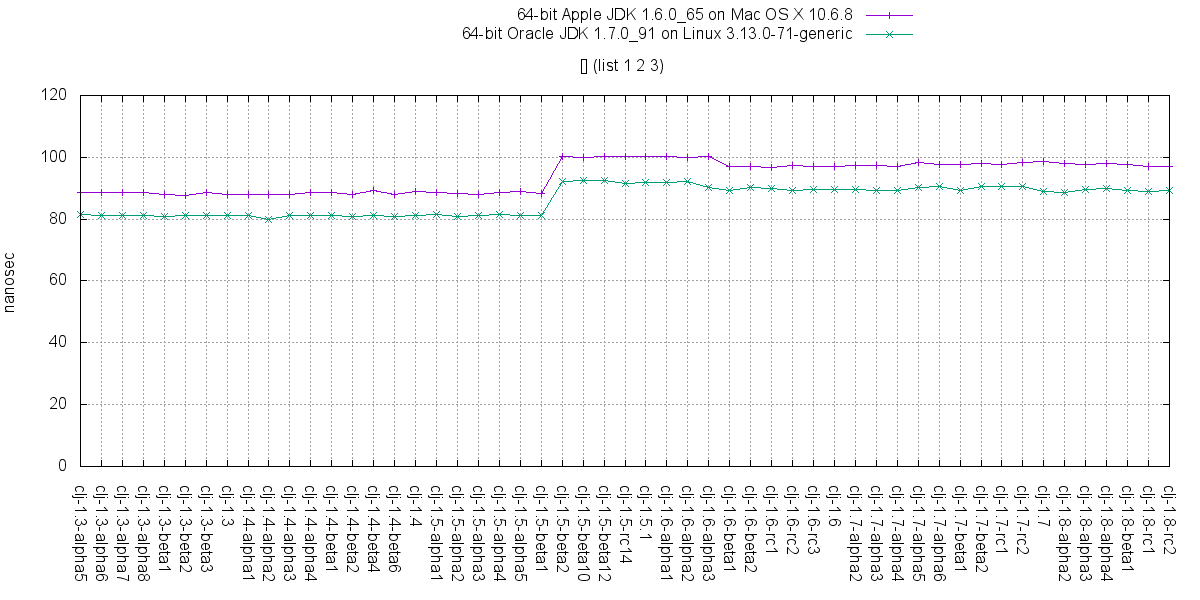 64-bit Apple JDK 1.6.0_65 on Mac OS X 10.6.8
64-bit Oracle JDK 1.7.0_91 on Linux 3.13.0-71-generic
[] (list 1 2 3)
120
100
80
60
40
20
0
nanosec
clj-1.3-alpha5
clj-1.3-alpha6
clj-1.3-alpha7
clj-1.3-alpha8
clj-1.3-beta1
clj-1.3-beta2
clj-1.3-beta3
clj-1.3
clj-1.4-alpha1
clj-1.4-alpha2
clj-1.4-alpha3
clj-1.4-alpha4
clj-1.4-beta1
clj-1.4-beta2
clj-1.4-beta4
clj-1.4-beta6
clj-1.4
clj-1.5-alpha1
clj-1.5-alpha2
clj-1.5-alpha3
clj-1.5-alpha4
clj-1.5-alpha5
clj-1.5-beta1
clj-1.5-beta2
clj-1.5-beta10
clj-1.5-beta12
clj-1.5-rc14
clj-1.5.1
clj-1.6-alpha1
clj-1.6-alpha2
clj-1.6-alpha3
clj-1.6-beta1
clj-1.6-beta2
clj-1.6-rc1
clj-1.6-rc2
clj-1.6-rc3
clj-1.6
clj-1.7-alpha2
clj-1.7-alpha3
clj-1.7-alpha4
clj-1.7-alpha5
clj-1.7-alpha6
clj-1.7-beta1
clj-1.7-beta2
clj-1.7-rc1
clj-1.7-rc2
clj-1.7
clj-1.8-alpha2
clj-1.8-alpha3
clj-1.8-alpha4
clj-1.8-beta1
clj-1.8-rc1
clj-1.8-rc2